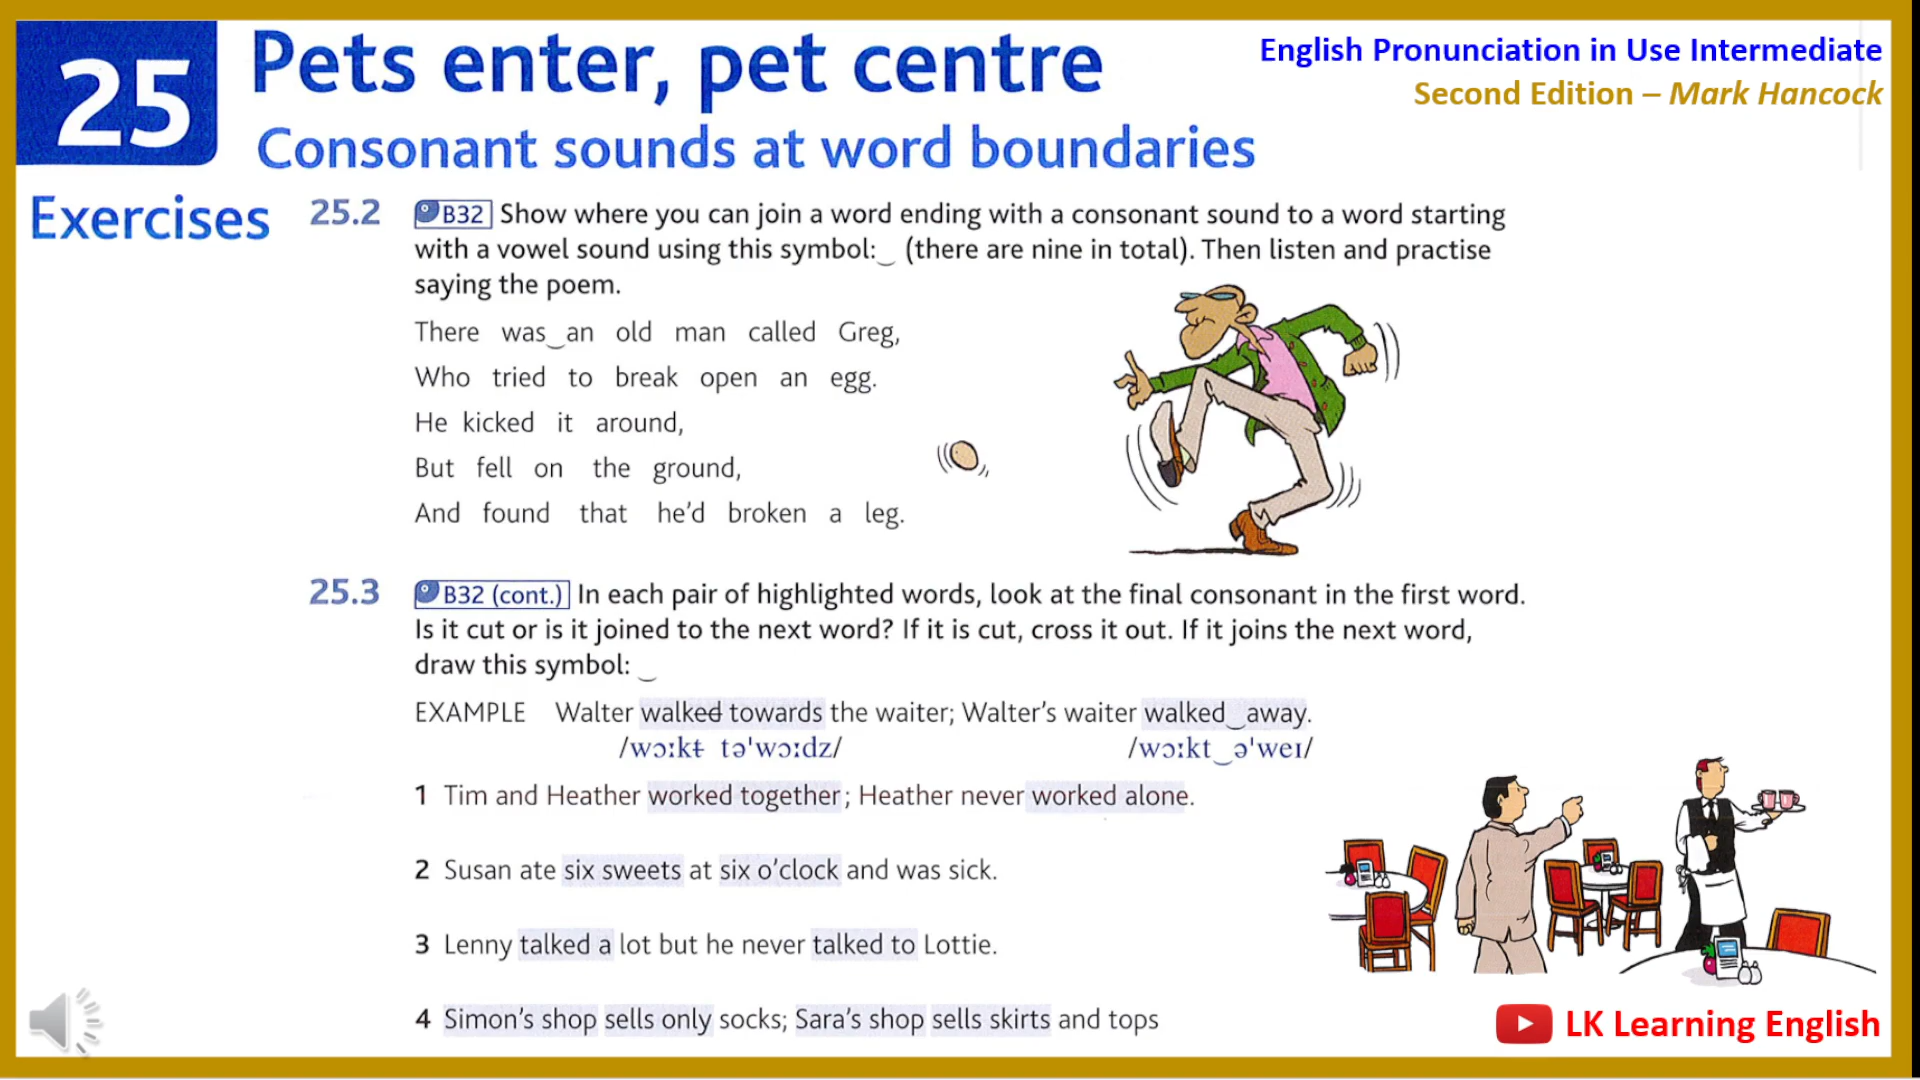 25
Pets enter, pet centre
Consonant sounds at word boundaries
English Pronunciation in Use Intermediate
Second Edition – Mark Hancock
Exercises
25.2 B32 Show where you can join a word ending with a consonant sound to a word starting
with a vowel sound using this symbol:‿ (there are nine in total). Then listen and practise
saying the poem.
There was‿an old man called Greg,
Who tried to break open an egg.
He kicked it around,
But fell on the ground,
And found that he'd broken a leg.
25.3 B32 (cont.) In each pair of highlighted words, look at the final consonant in the first word.
Is it cut or is it joined to the next word? If it is cut, cross it out. If it joins the next word,
draw this symbol: ‿
EXAMPLE Walter walked towards the waiter; Walter's waiter walked‿away.
/wɔːkt təˈwɔːdz/ /wɔːkt‿əˈweɪ/
1 Tim and Heather worked together; Heather never worked alone.
2 Susan ate six sweets at six o'clock and was sick.
3 Lenny talked a lot but he never talked to Lottie.
4 Simon's shop sells only socks; Sara's shop sells skirts and tops
LK Learning English